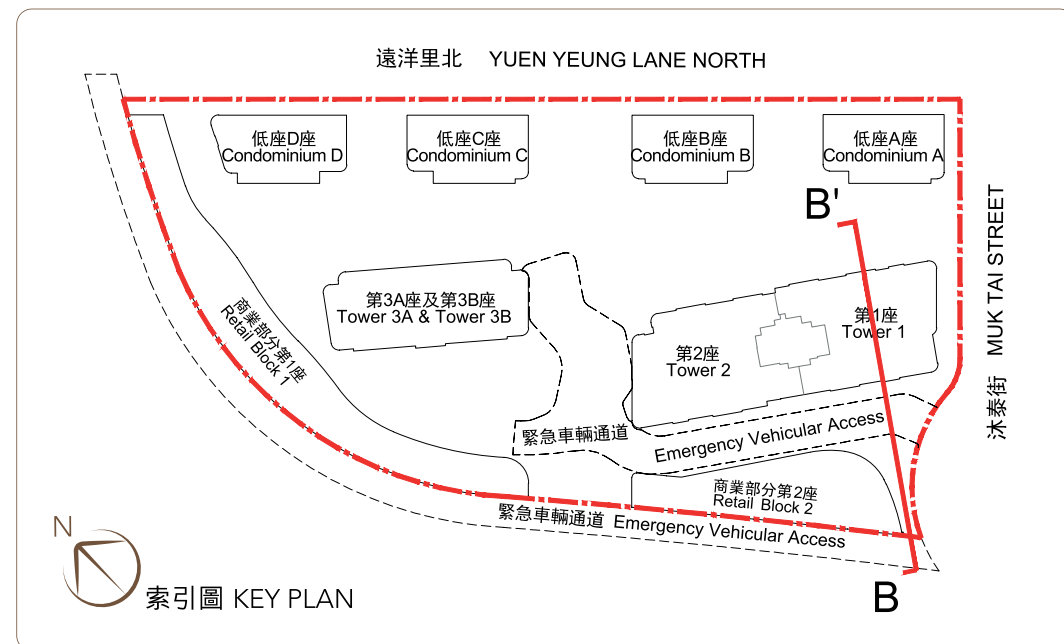 遠洋里北 YUEN YEUNG LANE NORTH
低座D座
Condominium D
低座C座
Condominium C
低座B座
Condominium B
低座A座
Condominium A
B'
沐泰街 MUK TAI STREET
第3A座及第3B座
Tower 3A & Tower 3B
第1座
Tower 1
第2座
Tower 2
商業部分第1座
Retail Block 1
緊急車輛通道 Emergency Vehicular Access
商業部分第2座
Retail Block 2
緊急車輛通道 Emergency Vehicular Access
B
N
索引圖 KEY PLAN